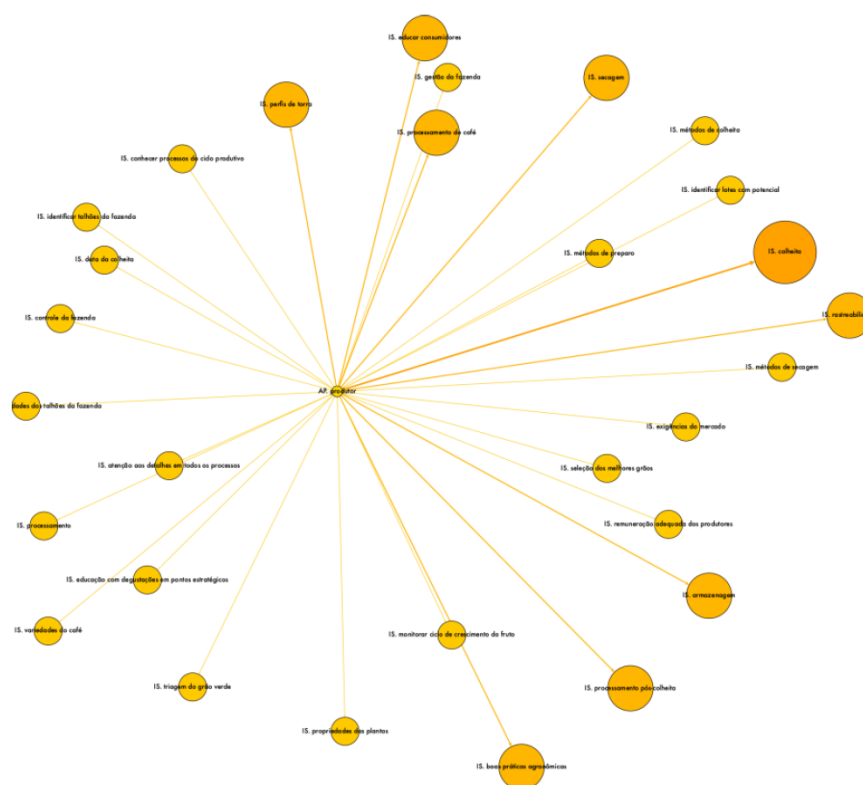 IS. educar consumidores
IS. gestão da fazenda
IS. secagem
IS. perfis de torra
IS. processamento do café
IS. métodos de colheita
IS. conhecer processos do ciclo produtivo
IS. identificar lotes com potencial
IS. identificar talhões da fazenda
IS. métodos de preparo
IS. colheita
IS. data da colheita
IS. controle da fazenda
IS. rastreabilid
IS. métodos de secagem
AP. produtor
dades dos talhões da fazenda
IS. exigências do mercado
IS. atenção aos detalhes em todos os processos
IS. seleção dos melhores grãos
IS. processamento
IS. remuneração adequada dos produtores
IS. educação com degustações em pontos estratégicos
IS. armazenagem
IS. variedades do café
IS. monitorar ciclo de crescimento do fruto
IS. triagem do grão verde
IS. processamento pós colheita
IS. propriedades das plantas
IS. boas práticas agronômicas